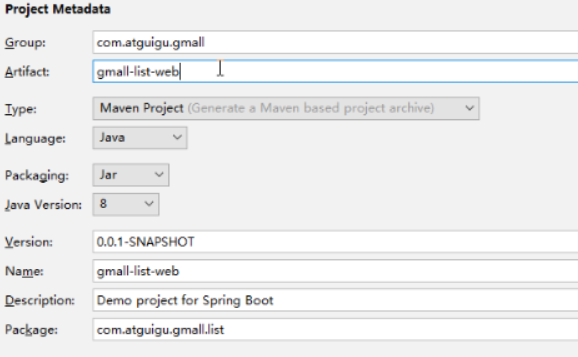 Project Metadata
Group: com.atguigu.gmall
Artifact: gmall-list-web
Type: Maven Project (Generate a Maven based project archive)
Language: Java
Packaging: Jar
Java Version: 8
Version: 0.0.1-SNAPSHOT
Name: gmall-list-web
Description: Demo project for Spring Boot
Package: com.atguigu.gmall.list